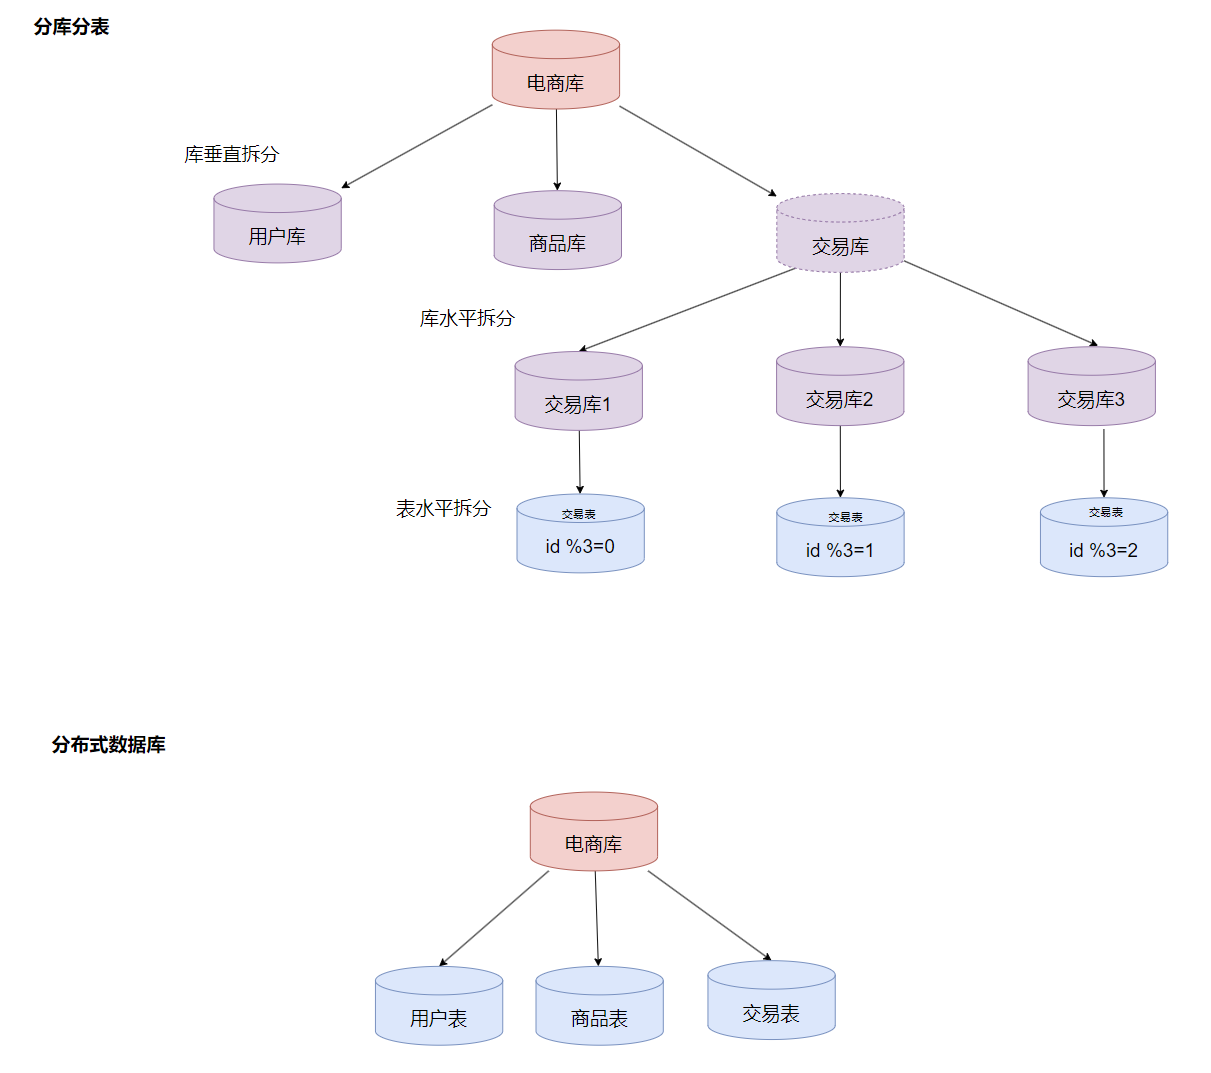 分库分表
电商库
库垂直拆分
用户库
商品库
交易库
库水平拆分
交易库1
交易库2
交易库3
表水平拆分
交易表
id %3=0
交易表
id %3=1
交易表
id %3=2
分布式数据库
电商库
用户表
商品表
交易表